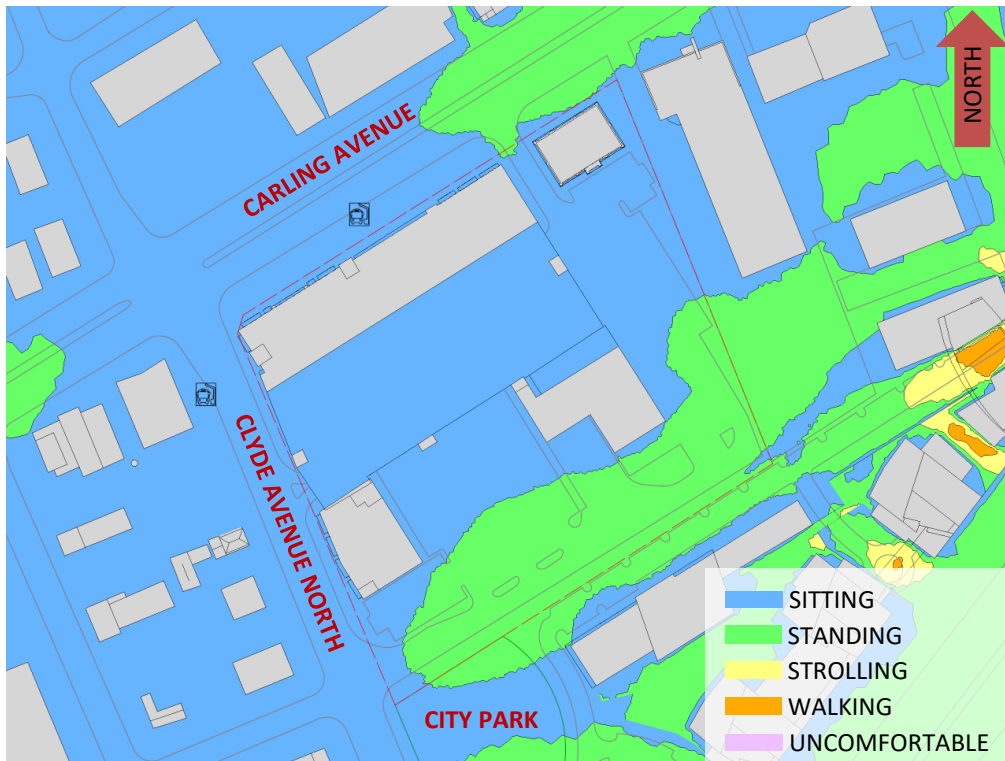 NORTH
CARLING AVENUE
CLYDE AVENUE NORTH
CITY PARK
SITTING
STANDING
STROLLING
WALKING
UNCOMFORTABLE